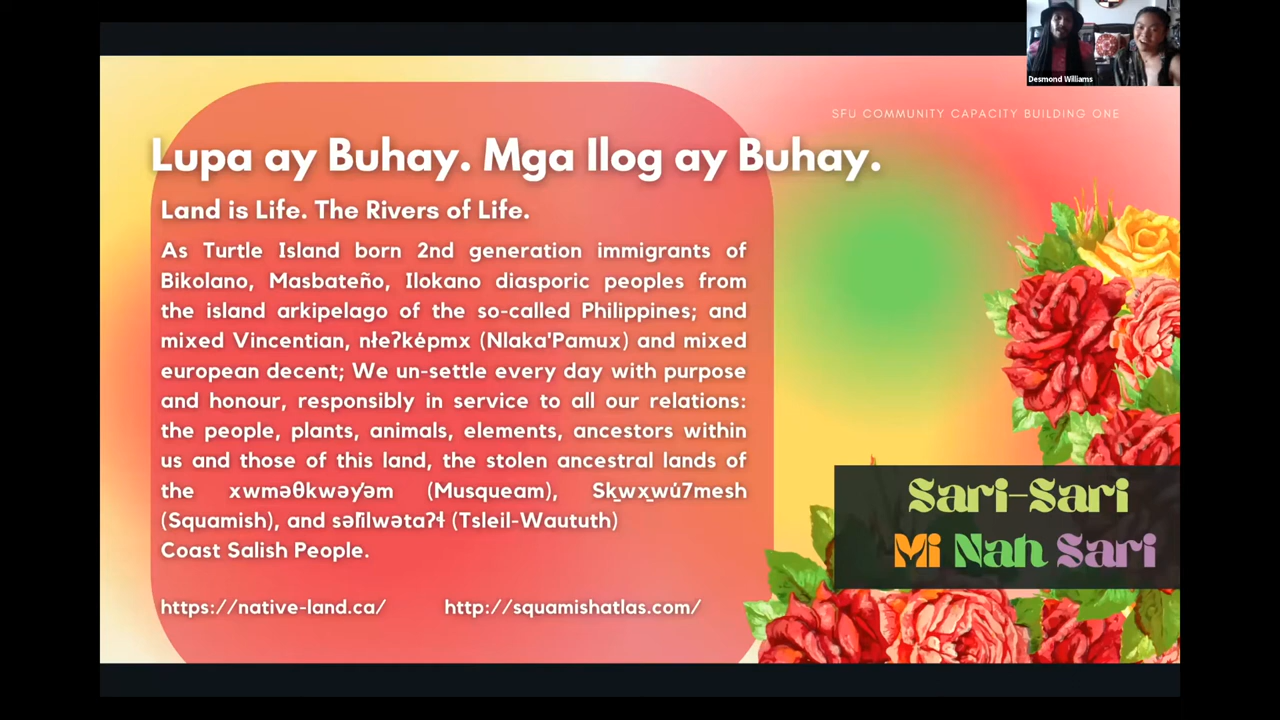 Desmond Williams
SFU COMMUNITY CAPACITY BUILDING ONE
Lupa ay Buhay. Mga Ilog ay Buhay.
Land is Life. The Rivers of Life.
As Turtle Island born 2nd generation immigrants of
Bikolano, Masbateño, Ilokano diasporic peoples from
the island arkipelago of the so-called Philippines; and
mixed Vincentian, nłeʔképmx (Nlaka'Pamux) and mixed
european decent; We un-settle every day with purpose
and honour, responsibly in service to all our relations:
the people, plants, animals, elements, ancestors within
us and those of this land, the stolen ancestral lands of
the xwməθkwəy̓əm (Musqueam), Sḵwx̱wú7mesh
(Squamish), and səl̓ilwətaʔɬ (Tsleil-Waututh)
Coast Salish People.
https://native-land.ca/ http://squamishatlas.com/
Sari-Sari
Mi Nah Sari